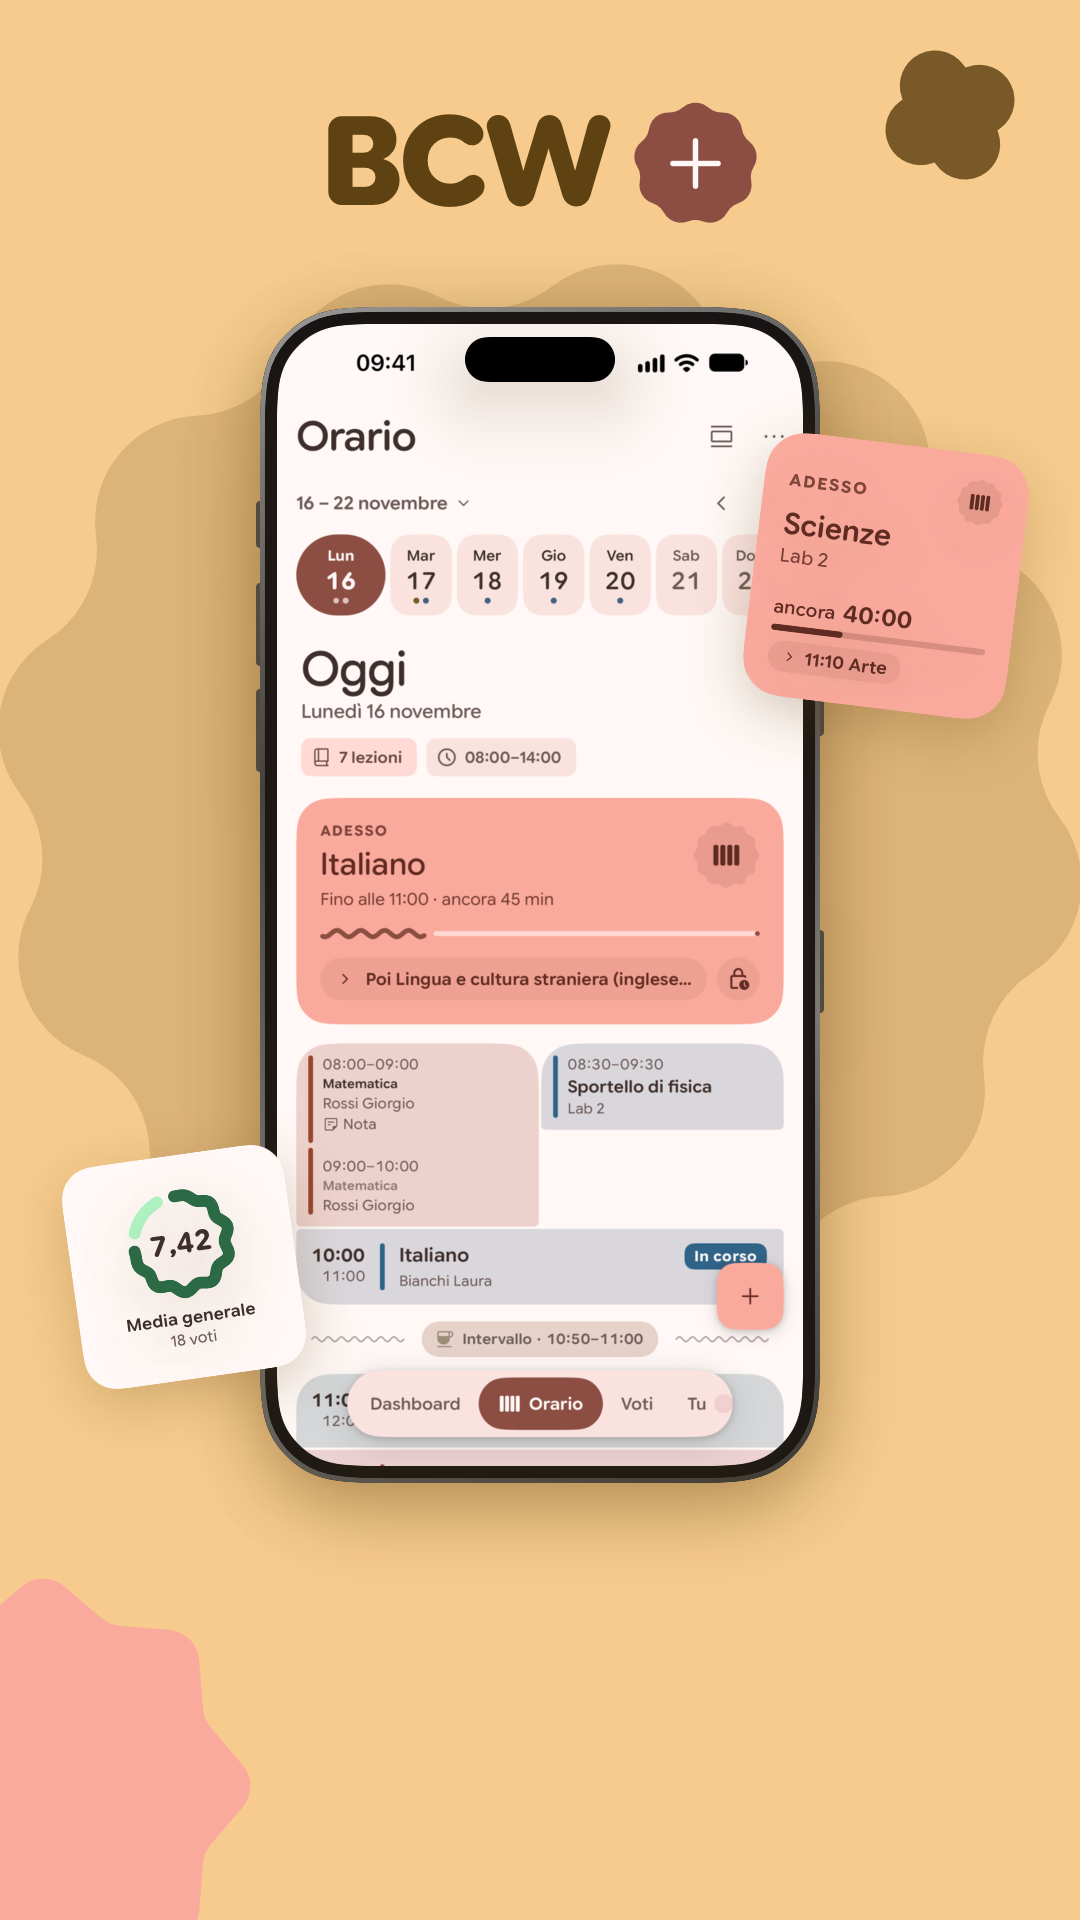 BCW
09:41
Orario
16 – 22 novembre
Lun Mar Mer Gio Ven Sab
16 17 18 19 20 21
Oggi
Lunedì 16 novembre
7 lezioni 08:00–14:00
ADESSO
Scienze
Lab 2
ancora 40:00
11:10 Arte
ADESSO
Italiano
Fino alle 11:00 · ancora 45 min
Poi Lingua e cultura straniera (inglese...
08:00–09:00
Matematica
Rossi Giorgio
Nota
08:30–09:30
Sportello di fisica
Lab 2
09:00–10:00
Matematica
Rossi Giorgio
10:00 Italiano In corso
11:00 Bianchi Laura
Intervallo · 10:50–11:00
7,42
Media generale
18 voti
Dashboard Orario Voti Tu